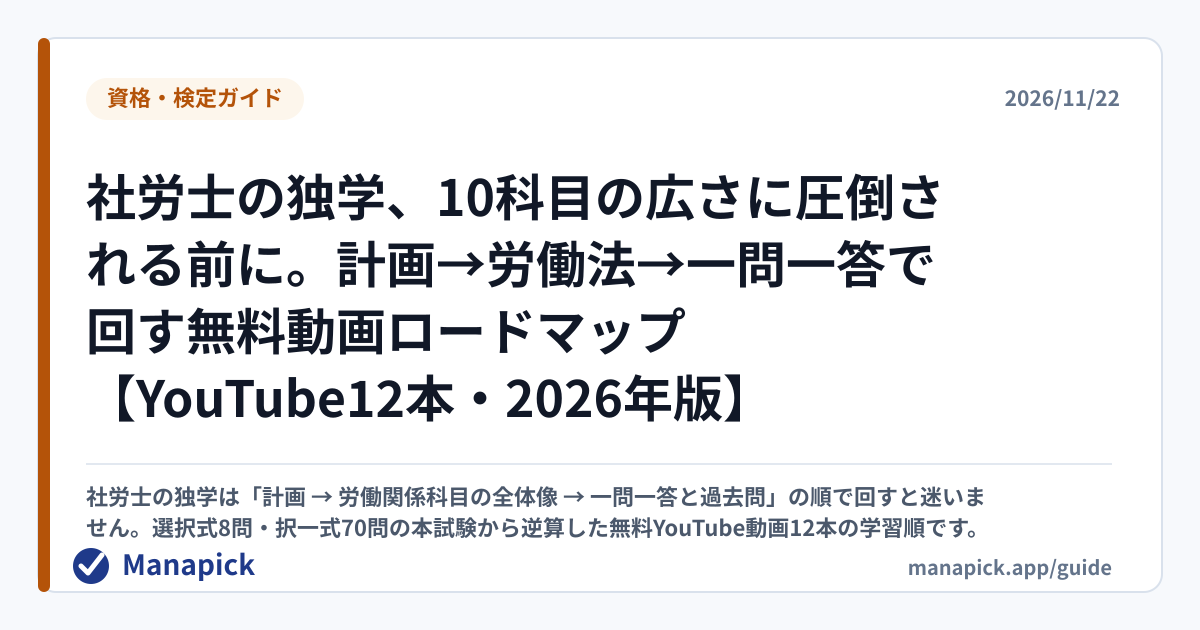 資格・検定ガイド
2026/11/22
社労士の独学、10科目の広さに圧倒さ
れる前に。計画→労働法→一問一答で
回す無料動画ロードマップ
【YouTube12本・2026年版】
社労士の独学は「計画 → 労働関係科目の全体像 → 一問一答と過去問」の順で回すと迷いま
せん。選択式8問・択一式70問の本試験から逆算した無料YouTube動画12本の学習順です。
Manapick
manapick.app/guide